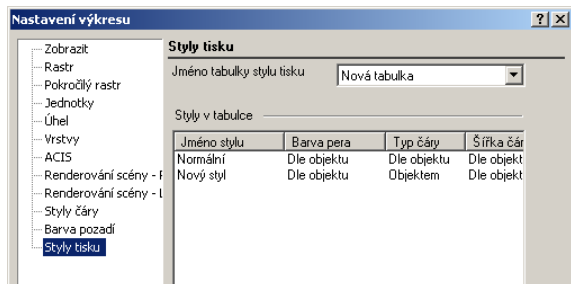 Nastavení výkresu
Zobrazit
Rastr
Pokročilý rastr
Jednotky
Úhel
Vrstvy
ACIS
Renderování scény -
Renderování scény -
Styly čáry
Barva pozadí
Styly tisku
Styly tisku
Jméno tabulky stylu tisku Nová tabulka
Styly v tabulce
Jméno stylu Barva pera Typ čáry Šířka čár
Normální Dle objektu Dle objektu Dle objekt
Nový styl Dle objektu Objektem Dle objekt